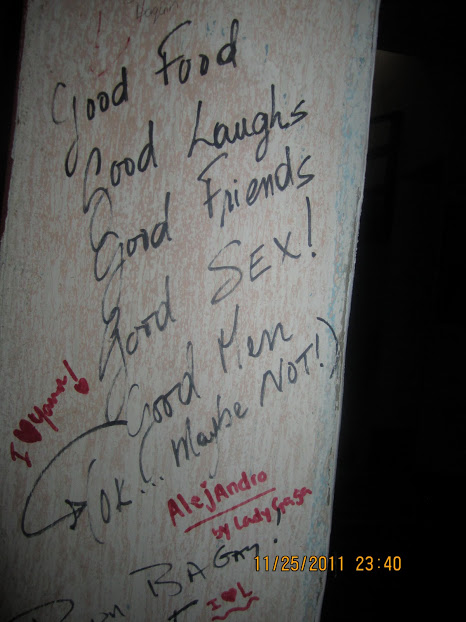 Good Food
Good Laughs
Good Friends
Good SEX!
Good Men
(OK... Maybe NOT!)
I ♥ Yann!
AlejAndro
by Lady Gaga
11/25/2011 23:40
I ♥ L